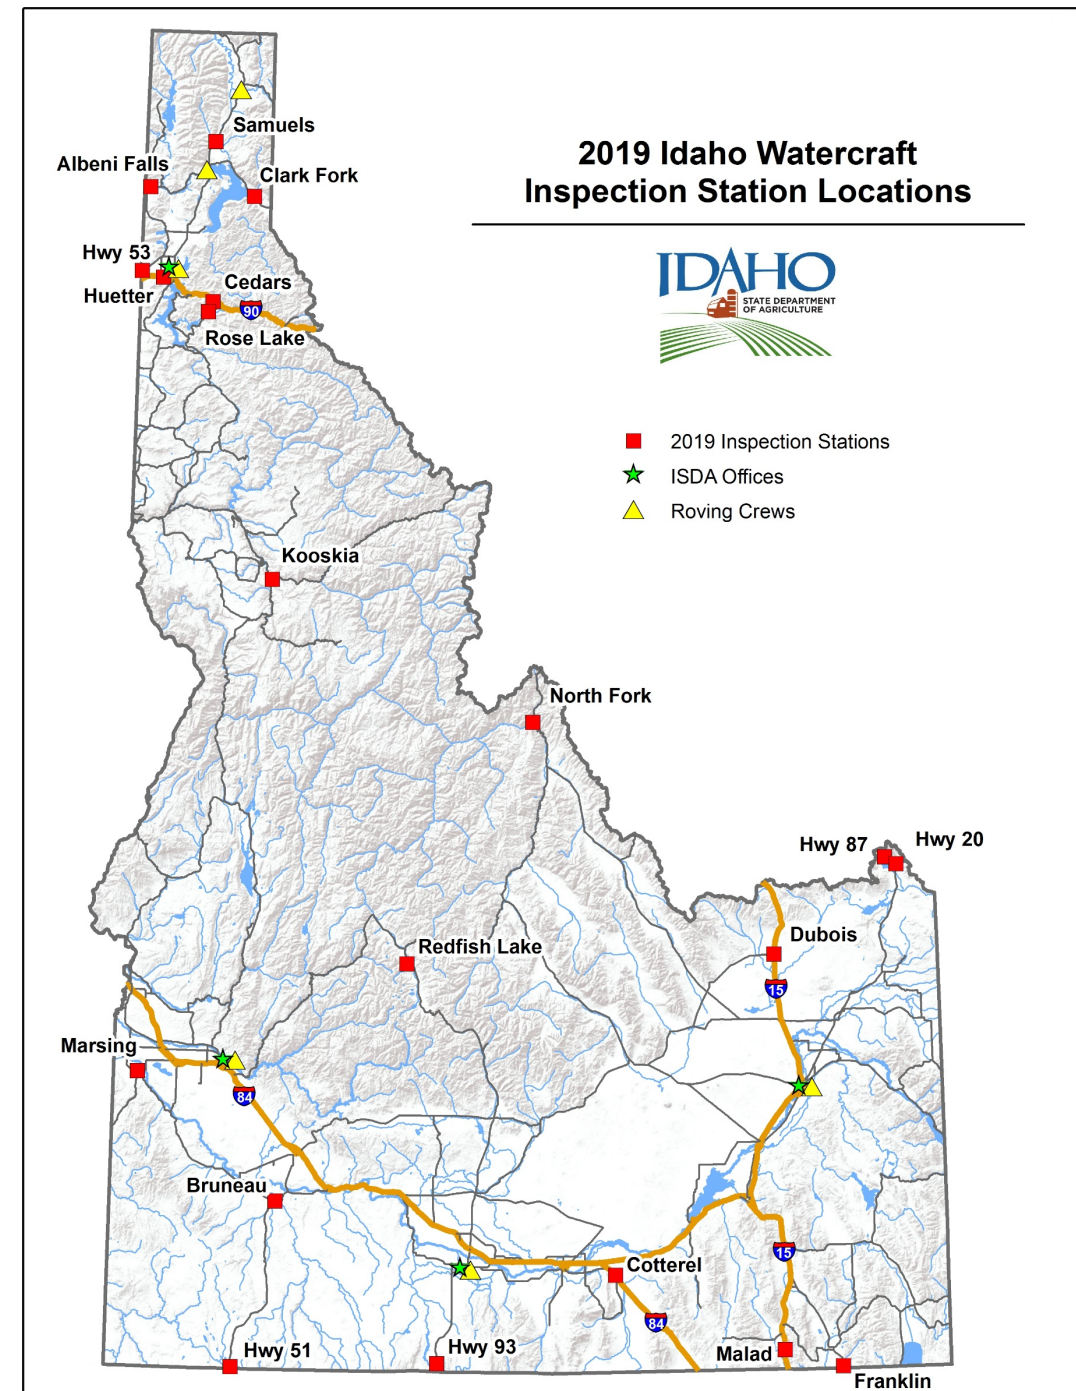 2019 Idaho Watercraft
Inspection Station Locations
IDAHO
STATE DEPARTMENT
OF AGRICULTURE
2019 Inspection Stations
ISDA Offices
Roving Crews
Samuels
Albeni Falls
Clark Fork
Hwy 53
Huetter
Cedars
90
Rose Lake
Kooskia
North Fork
Hwy 87
Hwy 20
Dubois
Redfish Lake
15
Marsing
84
Bruneau
15
Cotterel
84
Hwy 51
Hwy 93
Malad
Franklin